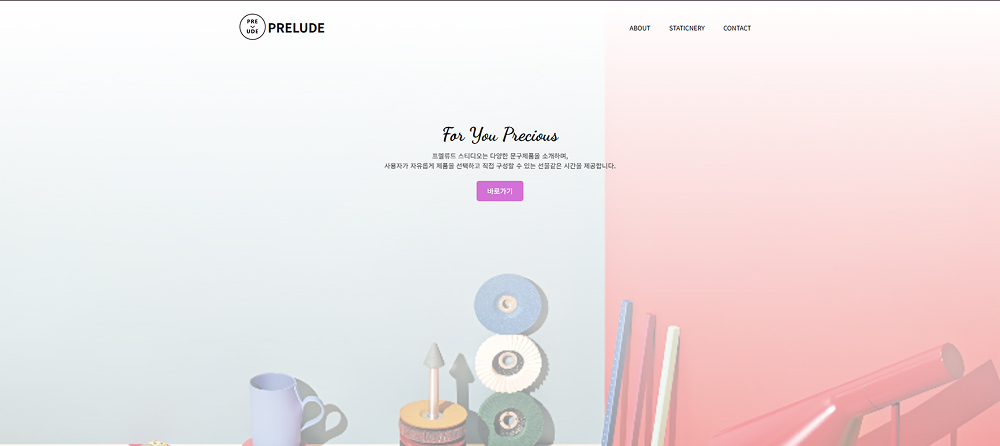 PRE
UDE
PRELUDE
ABOUT
STATICNERY
CONTACT
For You Precious
프렐류드 스티디오는 다양한 문구제품을 소개하며,
사용자가 자유롭게 제품을 선택하고 직접 구성할 수 있는 선물같은 시간을 제공합니다.
바로가기